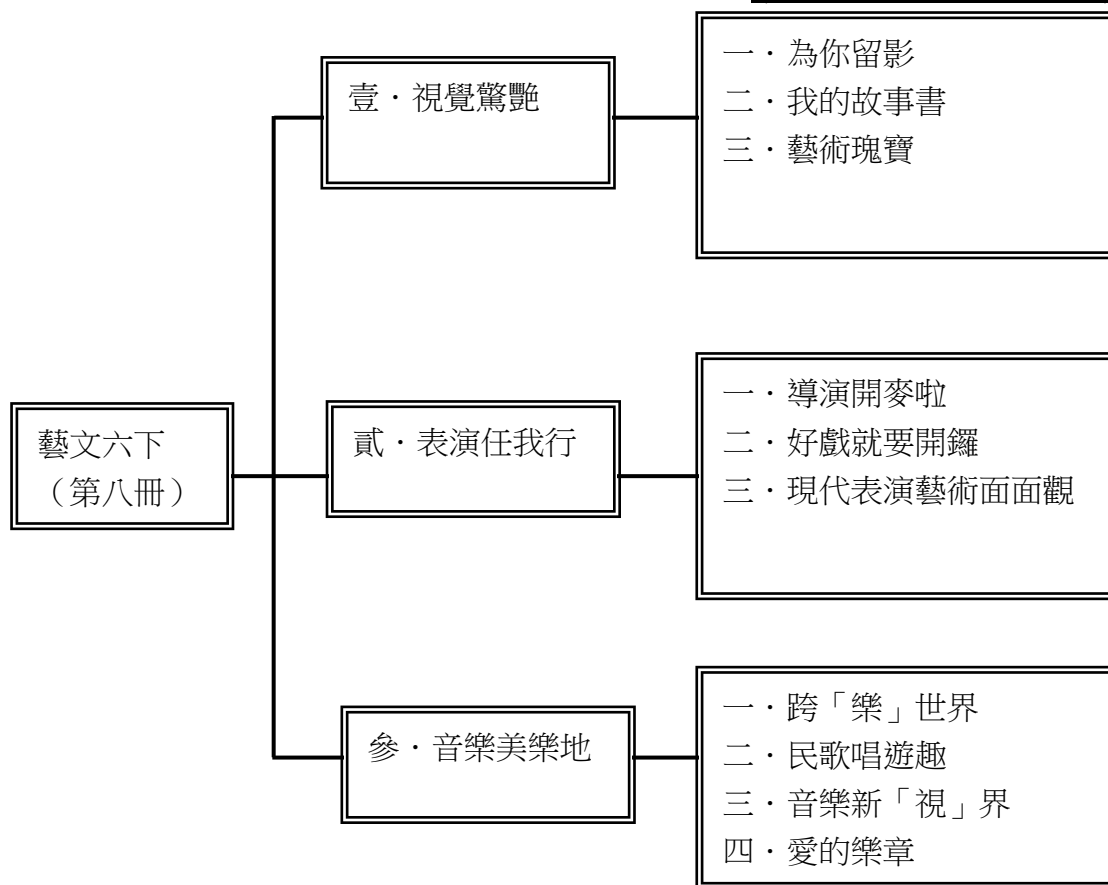 藝文六下
（第八冊）
壹．視覺驚艷
一．為你留影
二．我的故事書
三．藝術瑰寶
貳．表演任我行
一．導演開麥啦
二．好戲就要開鑼
三．現代表演藝術面面觀
參．音樂美樂地
一．跨「樂」世界
二．民歌唱遊趣
三．音樂新「視」界
四．愛的樂章